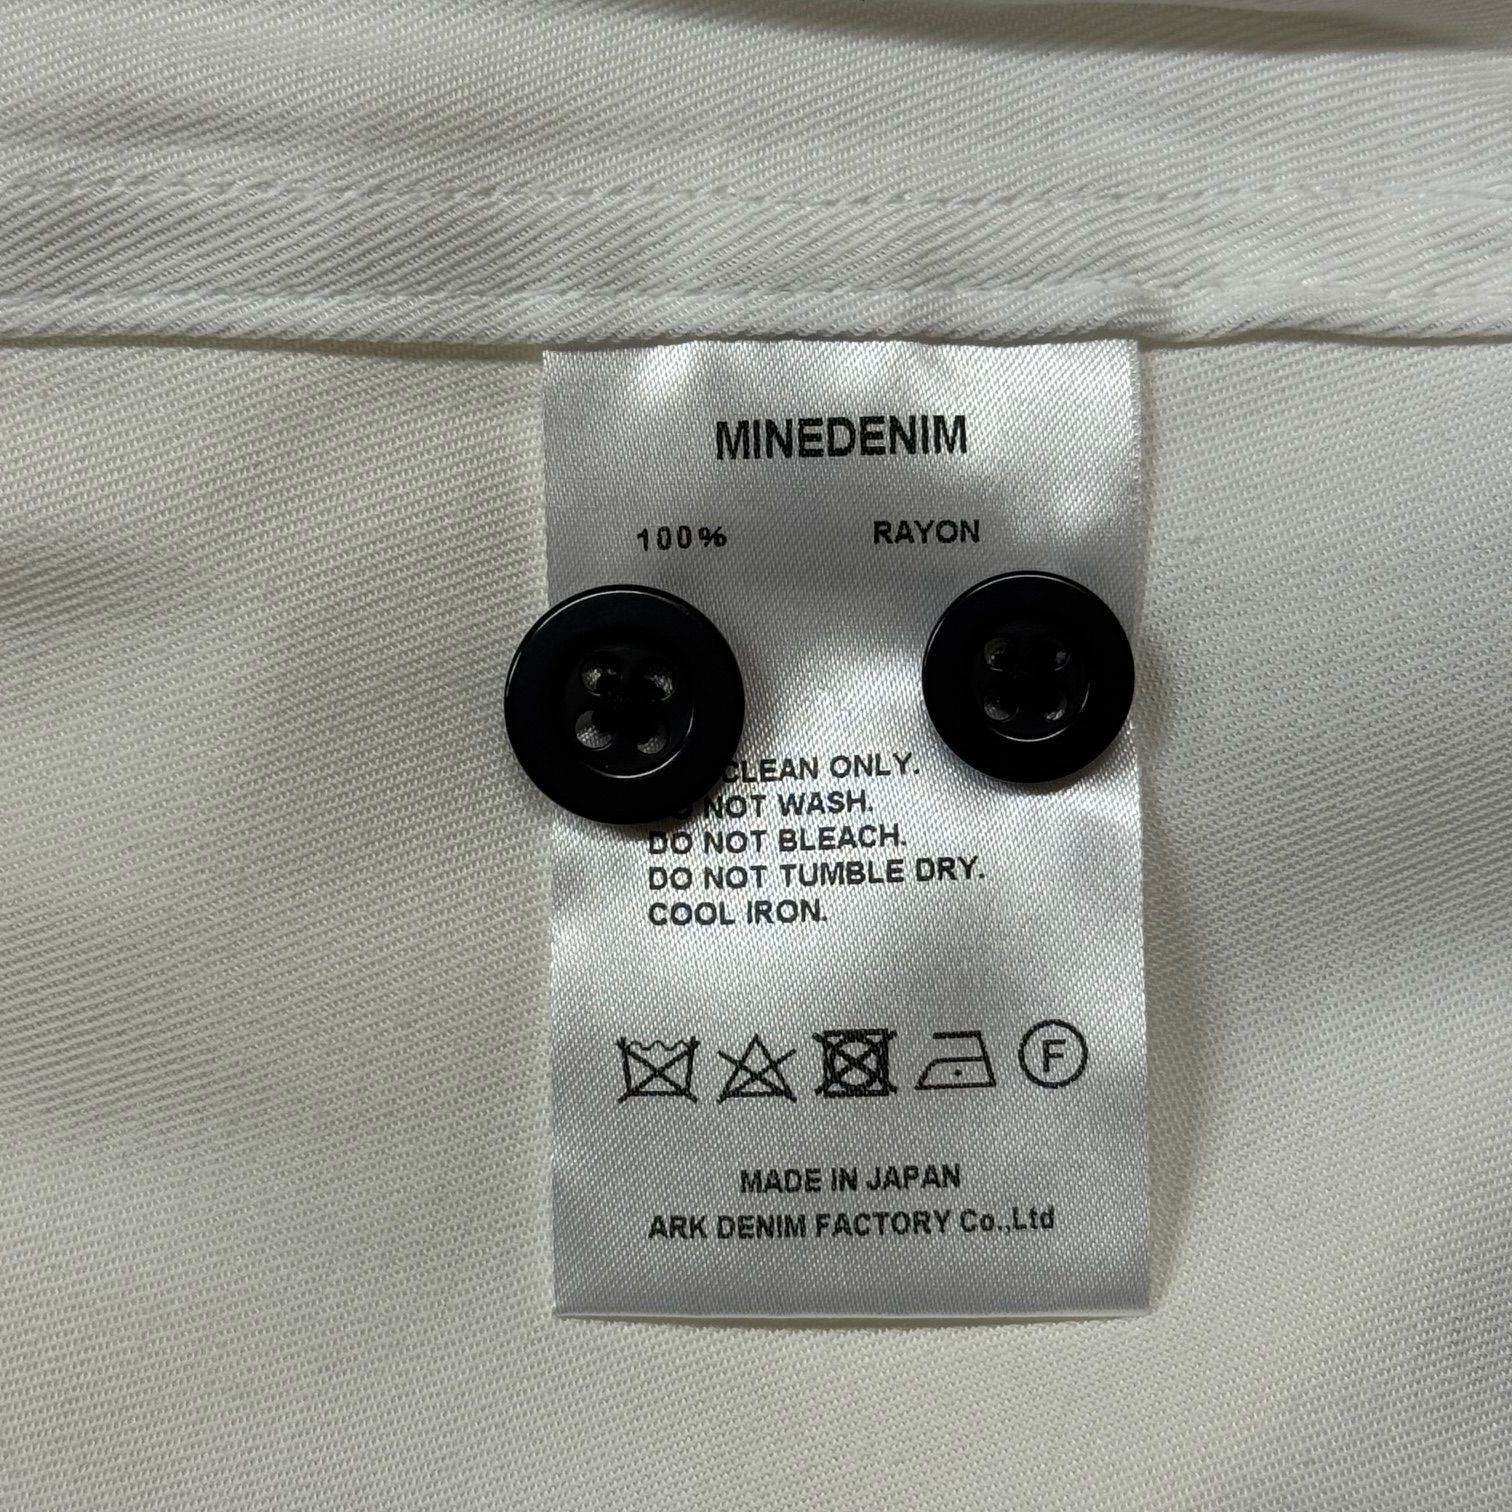 MINEDENIM
100% RAYON
CLEAN ONLY.
DO NOT WASH.
DO NOT BLEACH.
DO NOT TUMBLE DRY.
COOL IRON.
F
MADE IN JAPAN
ARK DENIM FACTORY Co.,Ltd